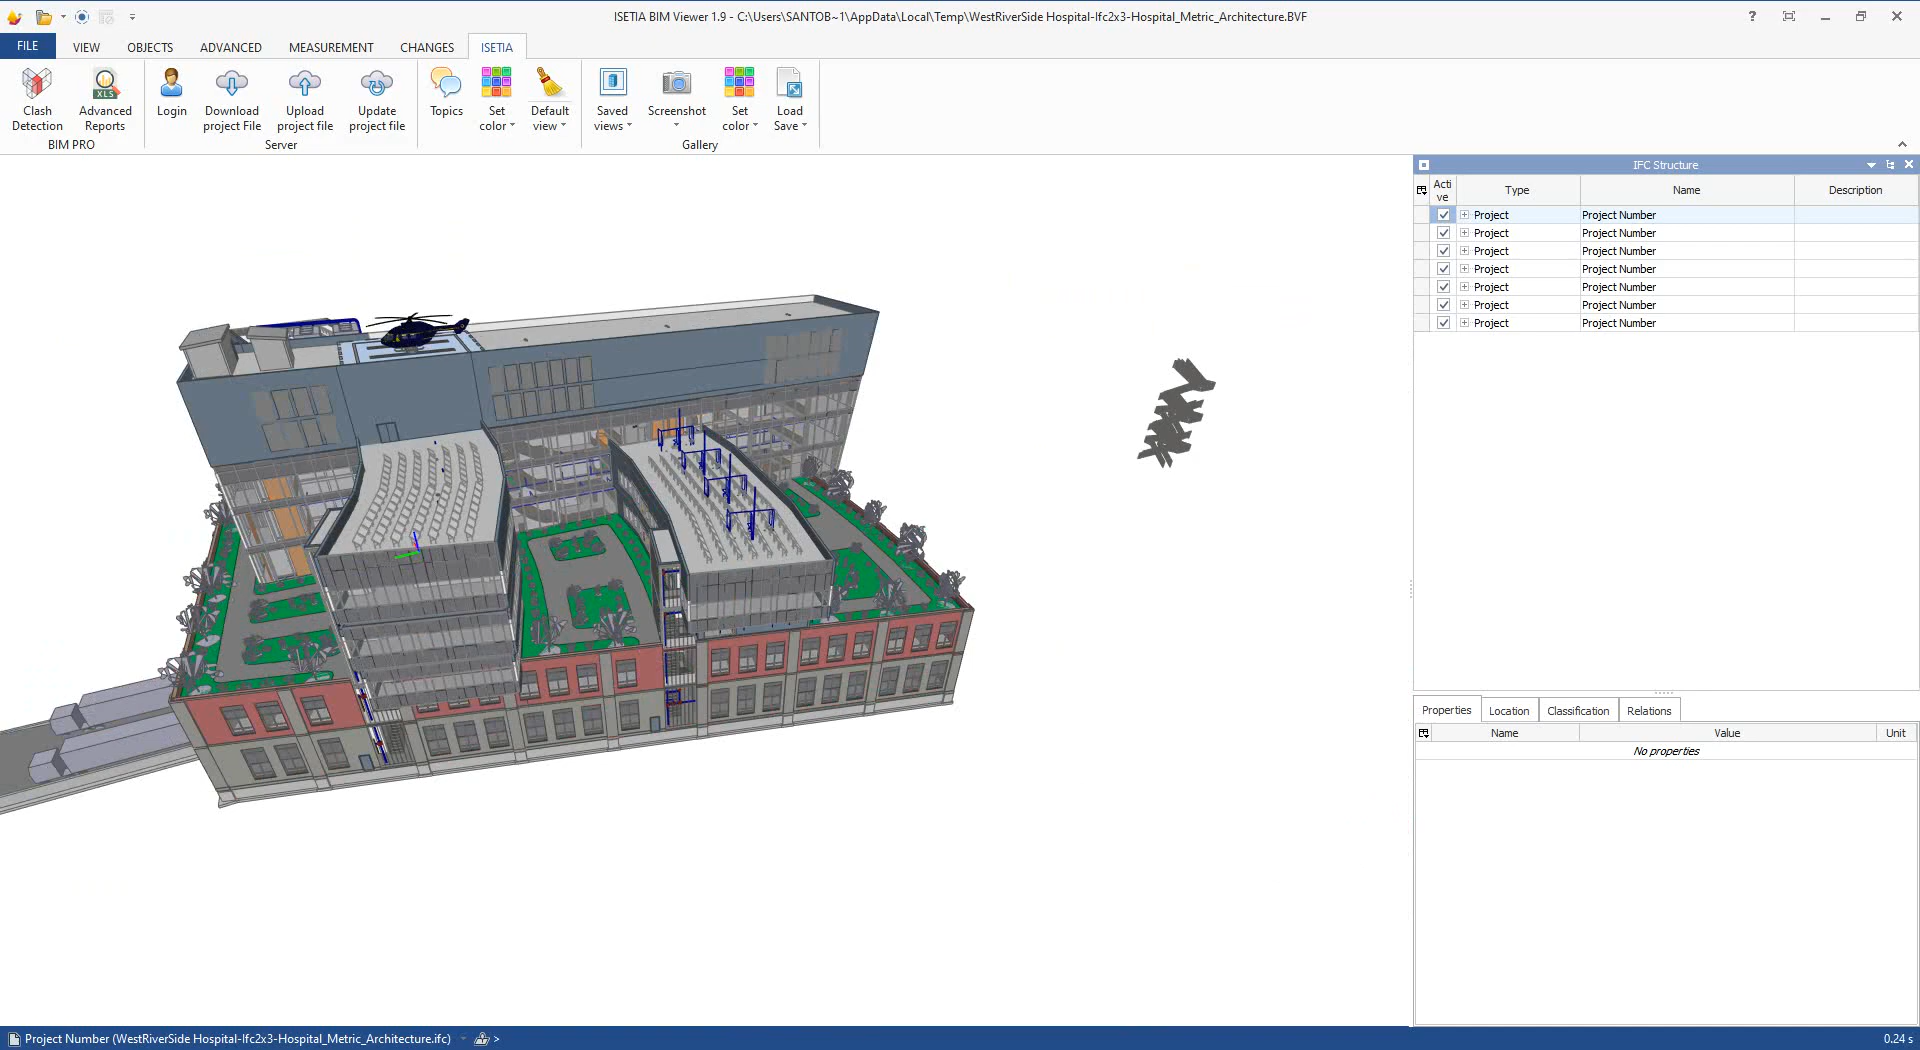 ISETIA BIM Viewer 1.9 - C:\Users\SANTOB~1\AppData\Local\Temp\WestRiverSide Hospital-Ifc2x3-Hospital_Metric_Architecture.BVF
FILE VIEW OBJECTS ADVANCED MEASUREMENT CHANGES ISETIA
Clash Detection
Advanced Reports
XLS
BIM PRO
Login
Download project File
Upload project file
Update project file
Server
Topics
Set color
Default view
Saved views
Screenshot
Set color
Load Save
Gallery
IFC Structure
Active Type Name Description
Project Project Number
Project Project Number
Project Project Number
Project Project Number
Project Project Number
Project Project Number
Project Project Number
Properties Location Classification Relations
Name Value Unit
No properties
Project Number (WestRiverSide Hospital-Ifc2x3-Hospital_Metric_Architecture.ifc) >
0.24 s